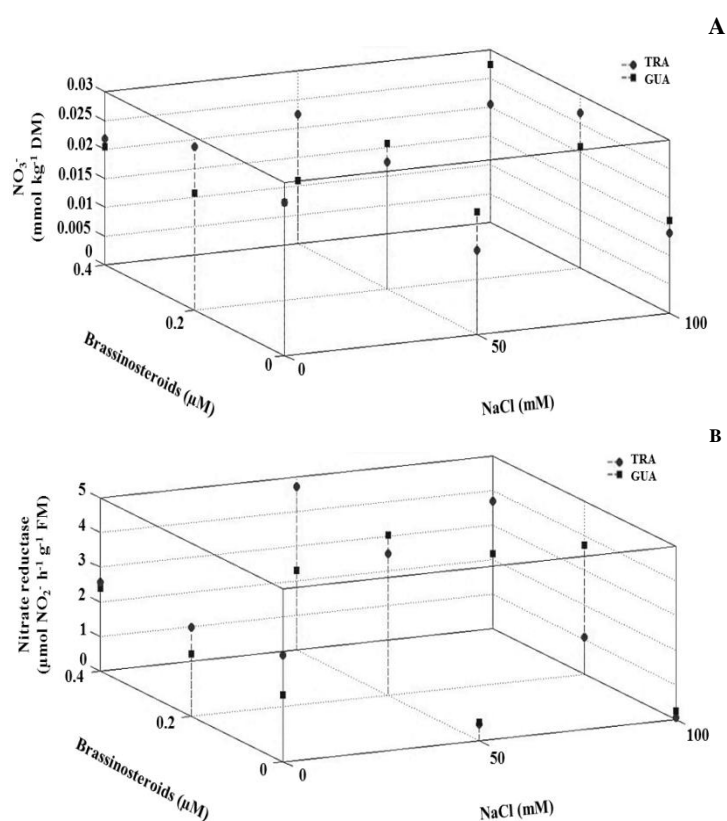 A
TRA
GUA
0.03
0.025
0.02
0.015
0.01
0.005
0
NO3-
(mmol kg-1 DM)
0.4
0.2
0
Brassinosteroids (µM)
0
50
100
NaCl (mM)
B
TRA
GUA
5
4
3
2
1
0
Nitrate reductase
(µmol NO2- h-1 g-1 FM)
0.4
0.2
0
Brassinosteroids (µM)
0
50
100
NaCl (mM)